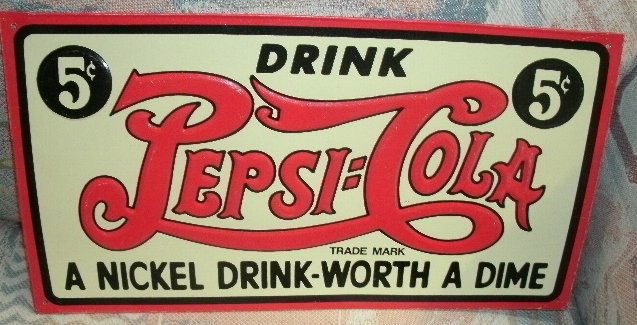 DRINK
5¢ 5¢
PEPSI=COLA
TRADE MARK
A NICKEL DRINK-WORTH A DIME